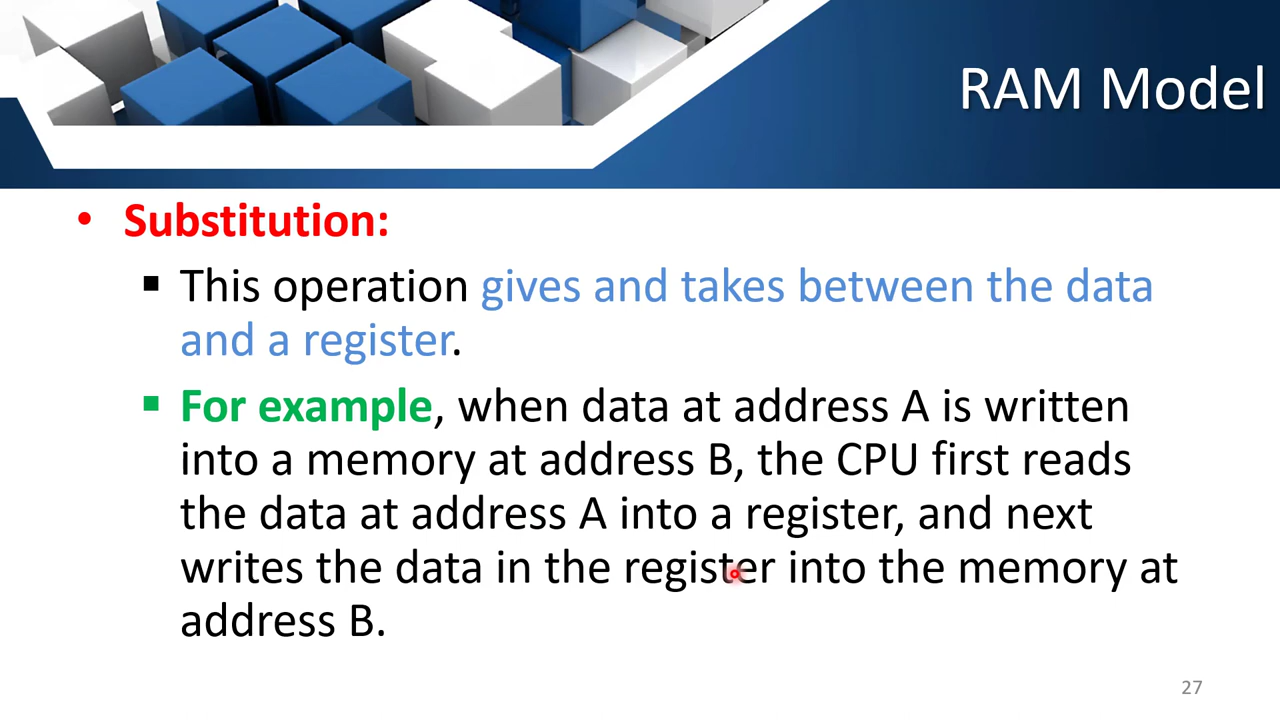 RAM Model
• Substitution:
▪ This operation gives and takes between the data
and a register.
▪ For example, when data at address A is written
into a memory at address B, the CPU first reads
the data at address A into a register, and next
writes the data in the register into the memory at
address B.
27